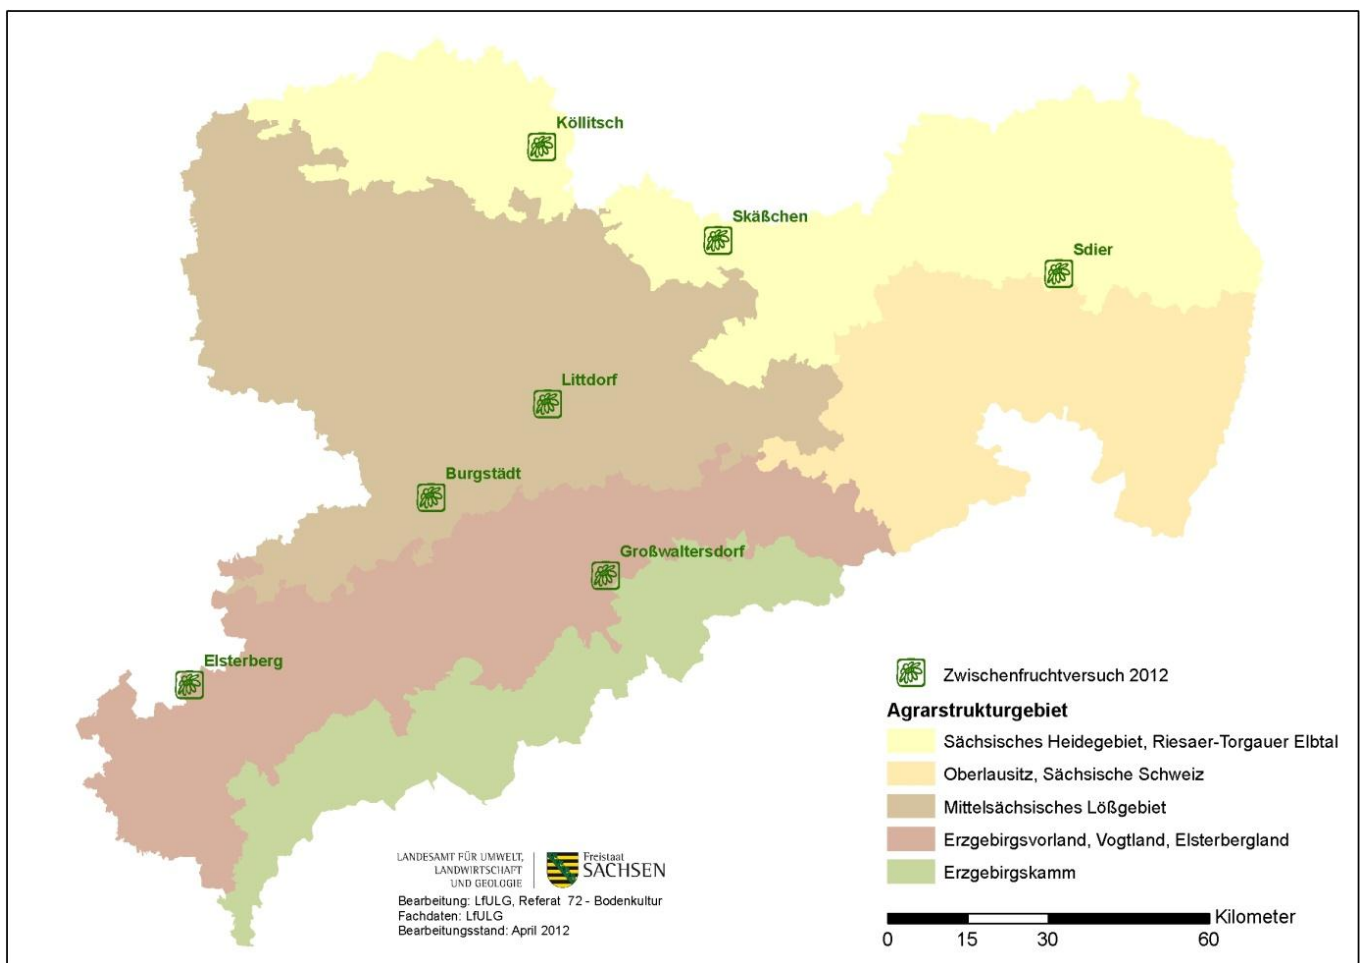 Köllitsch
Skäßchen
Sdier
Littdorf
Burgstädt
Großwaltersdorf
Elsterberg
Zwischenfruchtversuch 2012
Agrarstrukturgebiet
Sächsisches Heidegebiet, Riesaer-Torgauer Elbtal
Oberlausitz, Sächsische Schweiz
Mittelsächsisches Lößgebiet
Erzgebirgsvorland, Vogtland, Elsterbergland
Erzgebirgskamm
Kilometer
0 15 30 60
LANDESAMT FÜR UMWELT,
LANDWIRTSCHAFT
UND GEOLOGIE
Freistaat
SACHSEN
Bearbeitung: LfULG, Referat 72 - Bodenkultur
Fachdaten: LfULG
Bearbeitungsstand: April 2012